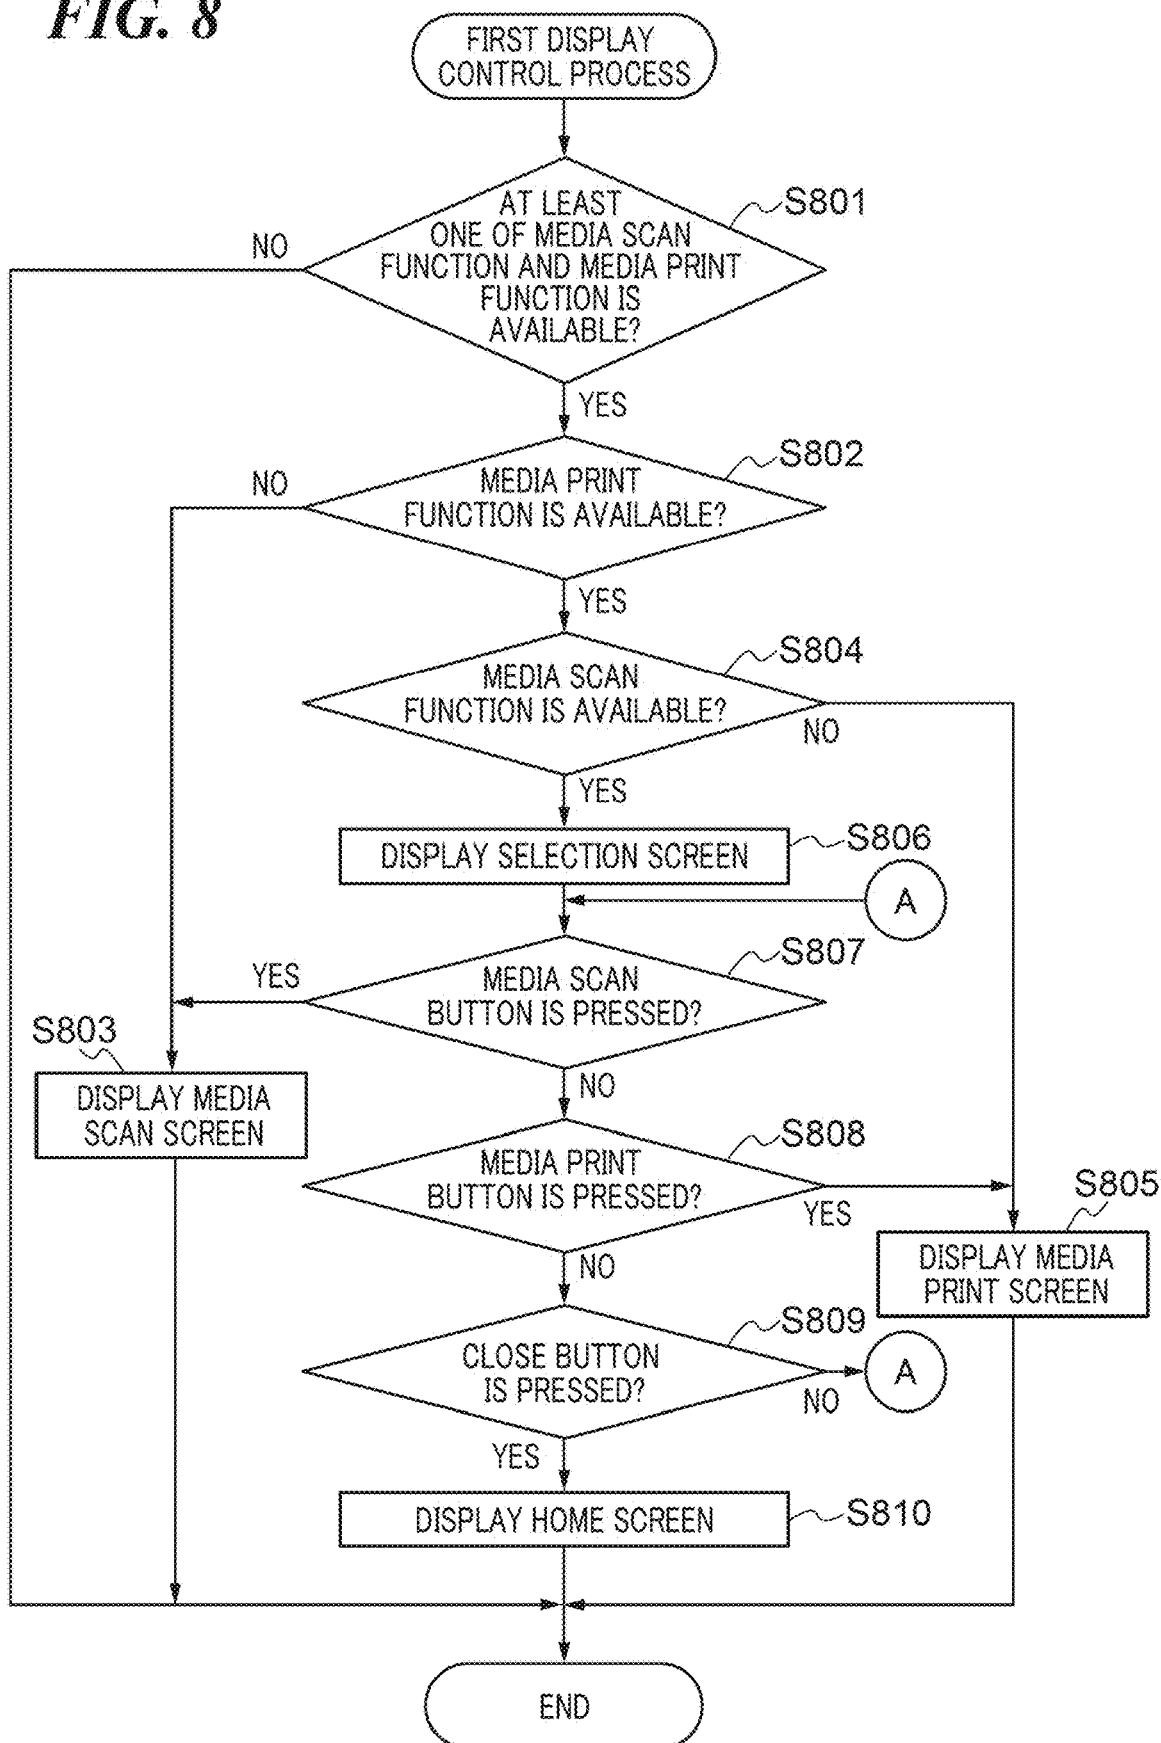 FIG. 8
FIRST DISPLAY
CONTROL PROCESS
AT LEAST
ONE OF MEDIA SCAN
FUNCTION AND MEDIA PRINT
FUNCTION IS
AVAILABLE?
S801
NO
YES
MEDIA PRINT
FUNCTION IS AVAILABLE?
S802
NO
YES
MEDIA SCAN
FUNCTION IS AVAILABLE?
S804
NO
YES
DISPLAY SELECTION SCREEN
S806
A
MEDIA SCAN
BUTTON IS PRESSED?
S807
YES
S803
DISPLAY MEDIA
SCAN SCREEN
NO
MEDIA PRINT
BUTTON IS PRESSED?
S808
YES
S805
DISPLAY MEDIA
PRINT SCREEN
NO
CLOSE BUTTON
IS PRESSED?
S809
NO
A
YES
DISPLAY HOME SCREEN
S810
END